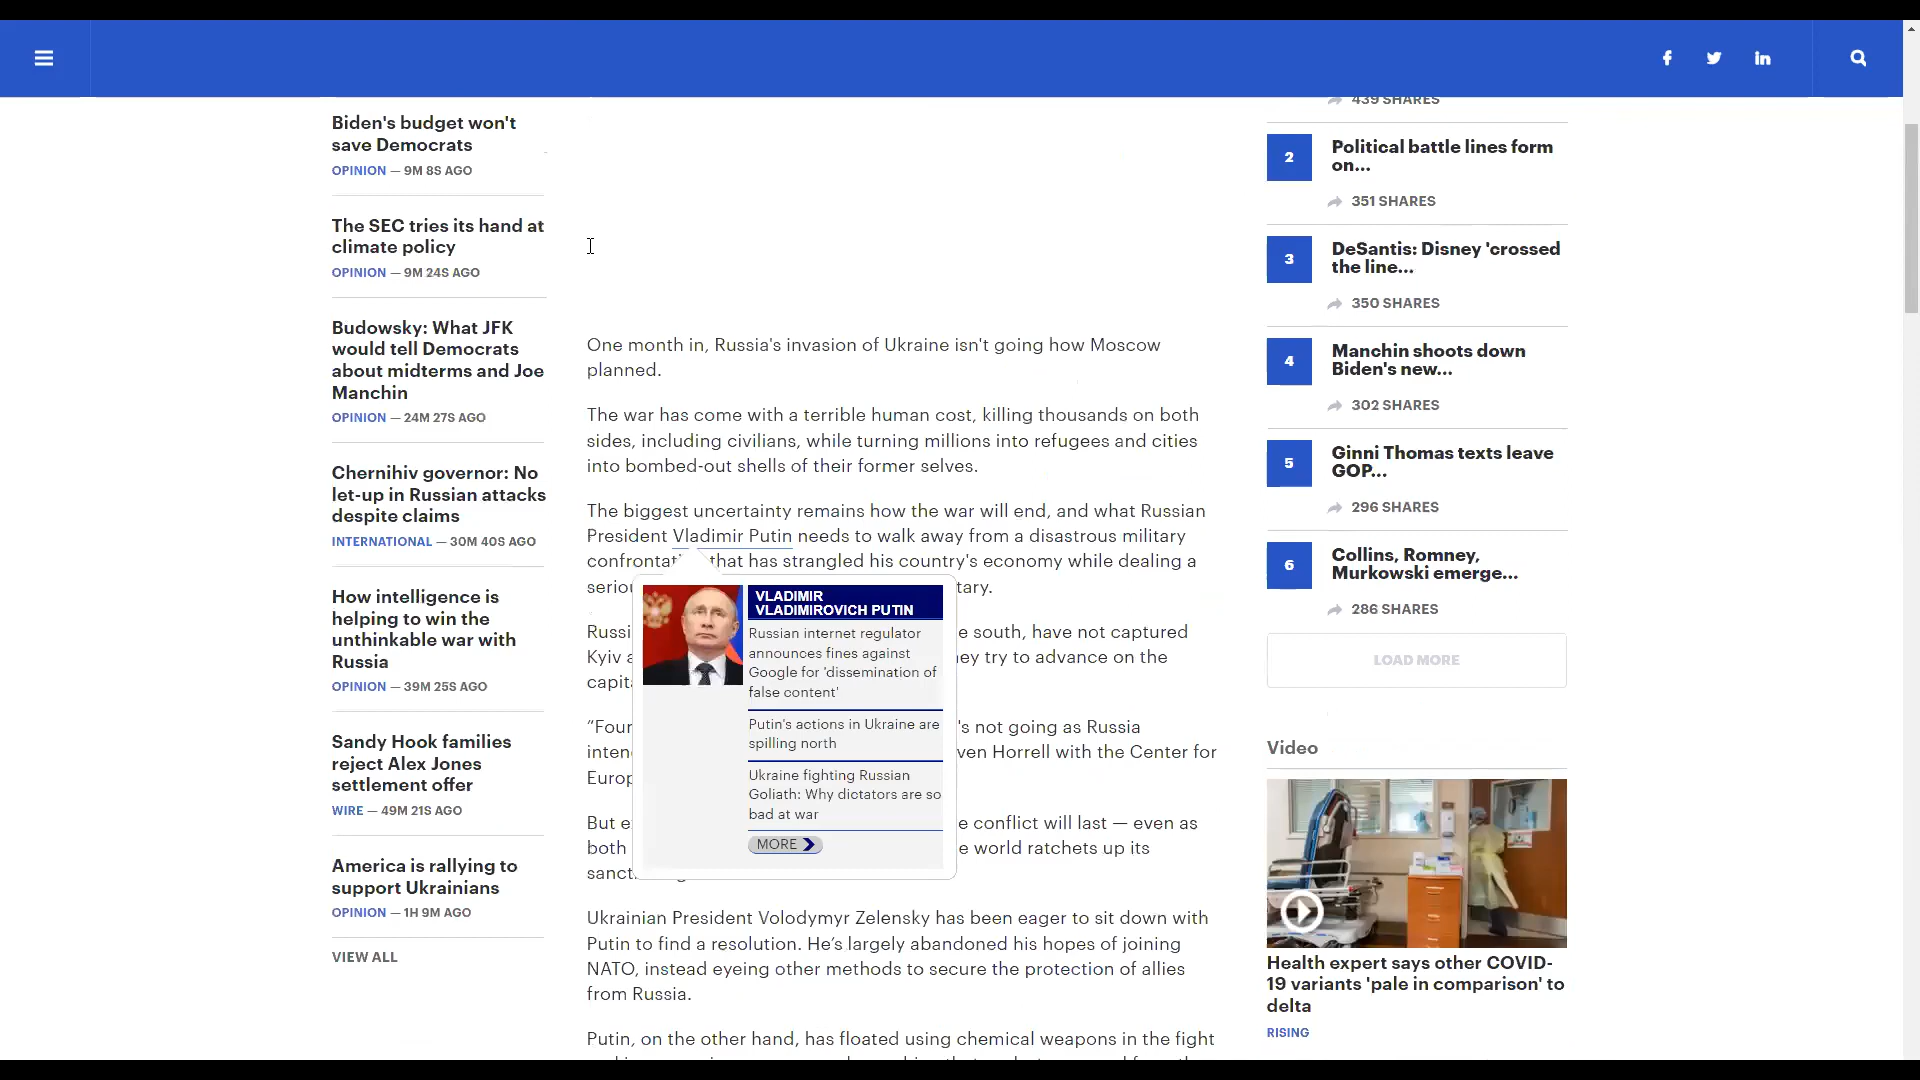 Biden's budget won't
save Democrats
OPINION — 9M 8S AGO
The SEC tries its hand at
climate policy
OPINION — 9M 24S AGO
Budowsky: What JFK
would tell Democrats
about midterms and Joe
Manchin
OPINION — 24M 27S AGO
Chernihiv governor: No
let-up in Russian attacks
despite claims
INTERNATIONAL — 30M 40S AGO
How intelligence is
helping to win the
unthinkable war with
Russia
OPINION — 39M 25S AGO
Sandy Hook families
reject Alex Jones
settlement offer
WIRE — 49M 21S AGO
America is rallying to
support Ukrainians
OPINION — 1H 9M AGO
VIEW ALL
One month in, Russia's invasion of Ukraine isn't going how Moscow
planned.
The war has come with a terrible human cost, killing thousands on both
sides, including civilians, while turning millions into refugees and cities
into bombed-out shells of their former selves.
The biggest uncertainty remains how the war will end, and what Russian
President Vladimir Putin needs to walk away from a disastrous military
that has strangled his country's economy while dealing a
VLADIMIR
VLADIMIROVICH PUTIN
Russian internet regulator
announces fines against
Google for 'dissemination of
false content'
Putin's actions in Ukraine are
spilling north
Ukraine fighting Russian
Goliath: Why dictators are so
bad at war
MORE
south, have not captured
Kyiv
they try to advance on the
not going as Russia
Horrell with the Center for
But
conflict will last — even as
both
world ratchets up its
Ukrainian President Volodymyr Zelensky has been eager to sit down with
Putin to find a resolution. He's largely abandoned his hopes of joining
NATO, instead eyeing other methods to secure the protection of allies
from Russia.
Putin, on the other hand, has floated using chemical weapons in the fight
439 SHARES
2
Political battle lines form
on...
351 SHARES
3
DeSantis: Disney 'crossed
the line...
350 SHARES
4
Manchin shoots down
Biden's new...
302 SHARES
5
Ginni Thomas texts leave
GOP...
296 SHARES
6
Collins, Romney,
Murkowski emerge...
286 SHARES
LOAD MORE
Video
Health expert says other COVID-
19 variants 'pale in comparison' to
delta
RISING